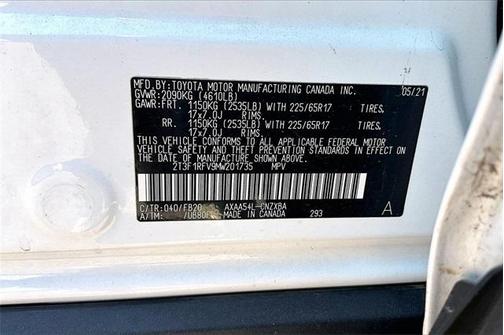 MFD.BY:TOYOTA MOTOR MANUFACTURING CANADA INC. 05/21
GVWR:2090KG (4610LB)
GAWR:FRT. 1150KG (2535LB) WITH 225/65R17 TIRES,
17x7.0J RIMS.
RR. 1150KG (2535LB) WITH 225/65R17 TIRES,
17x7.0J RIMS.
THIS VEHICLE CONFORMS TO ALL APPLICABLE FEDERAL MOTOR
VEHICLE SAFETY AND THEFT PREVENTION STANDARDS IN
EFFECT ON THE DATE OF MANUFACTURE SHOWN ABOVE.
2T3F1RFV9MW201735 MPV
C/TR:040/FB20 AXAA54L-CNZXBA
A/TM: MADE IN CANADA 293 A